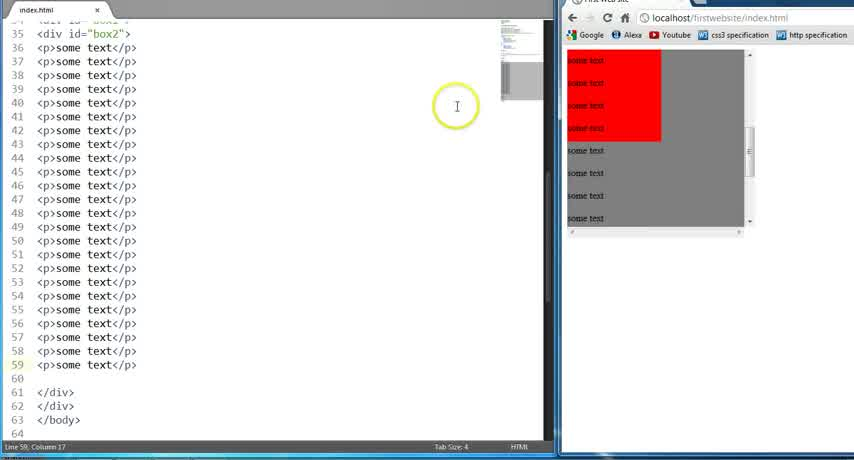 index.html ×
35 <div id="box2">
36 <p>some text</p>
37 <p>some text</p>
38 <p>some text</p>
39 <p>some text</p>
40 <p>some text</p>
41 <p>some text</p>
42 <p>some text</p>
43 <p>some text</p>
44 <p>some text</p>
45 <p>some text</p>
46 <p>some text</p>
47 <p>some text</p>
48 <p>some text</p>
49 <p>some text</p>
50 <p>some text</p>
51 <p>some text</p>
52 <p>some text</p>
53 <p>some text</p>
54 <p>some text</p>
55 <p>some text</p>
56 <p>some text</p>
57 <p>some text</p>
58 <p>some text</p>
59 <p>some text</p>
60
61 </div>
62 </div>
63 </body>
64
Line 59, Column 17 Tab Size: 4 HTML
localhost/firstwebsite/index.html
Google Alexa Youtube css3 specification http specification
some text
some text
some text
some text
some text
some text
some text
some text